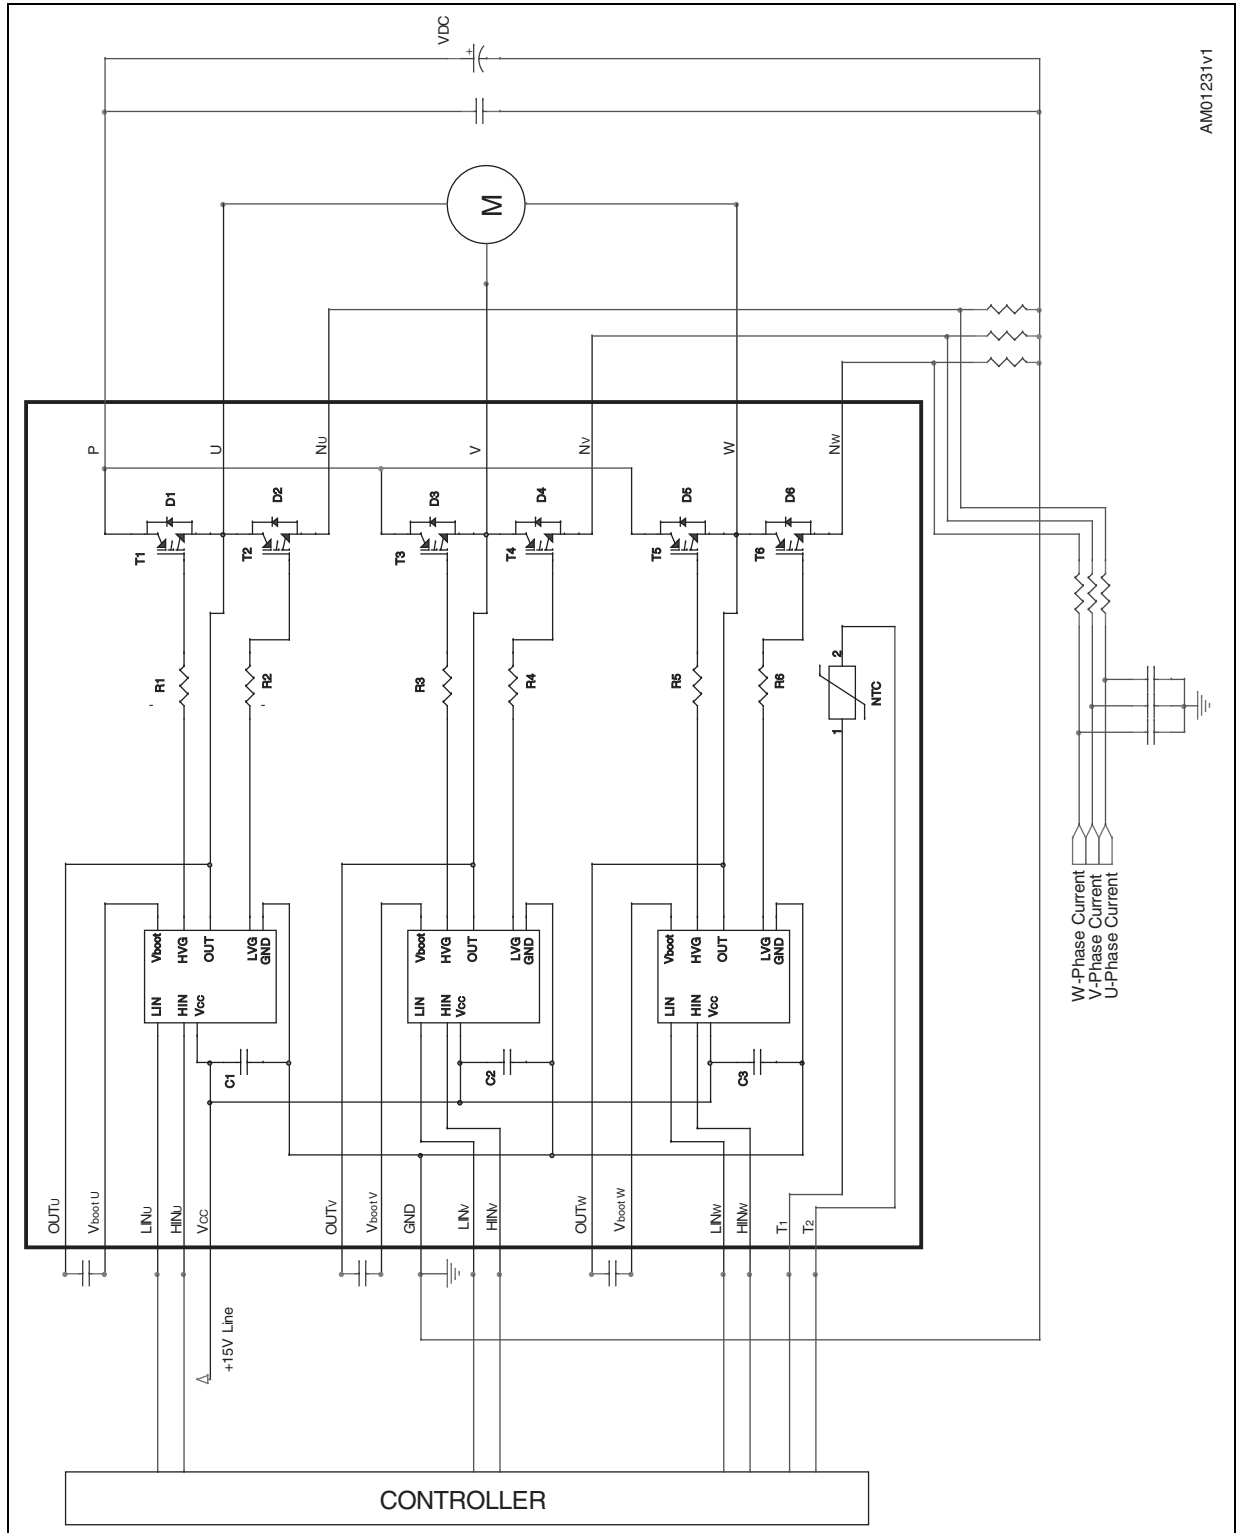 VDC
AM01231v1
M
P
U
NU
V
NV
W
NW
D1
D2
D3
D4
D5
D6
T1
T2
T3
T4
T5
T6
R1
R2
R3
R4
R5
R6
2
NTC
1
Vboot
HVG
OUT
LVG
GND
LIN
HIN
Vcc
Vboot
HVG
OUT
LVG
GND
LIN
HIN
Vcc
Vboot
HVG
OUT
LVG
GND
LIN
HIN
Vcc
C1
C2
C3
W-Phase Current
V-Phase Current
U-Phase Current
OUTU
Vboot U
LINU
HINU
VCC
OUTV
Vboot V
GND
LINV
HINV
OUTW
Vboot W
LINW
HINW
T1
T2
+15V Line
CONTROLLER